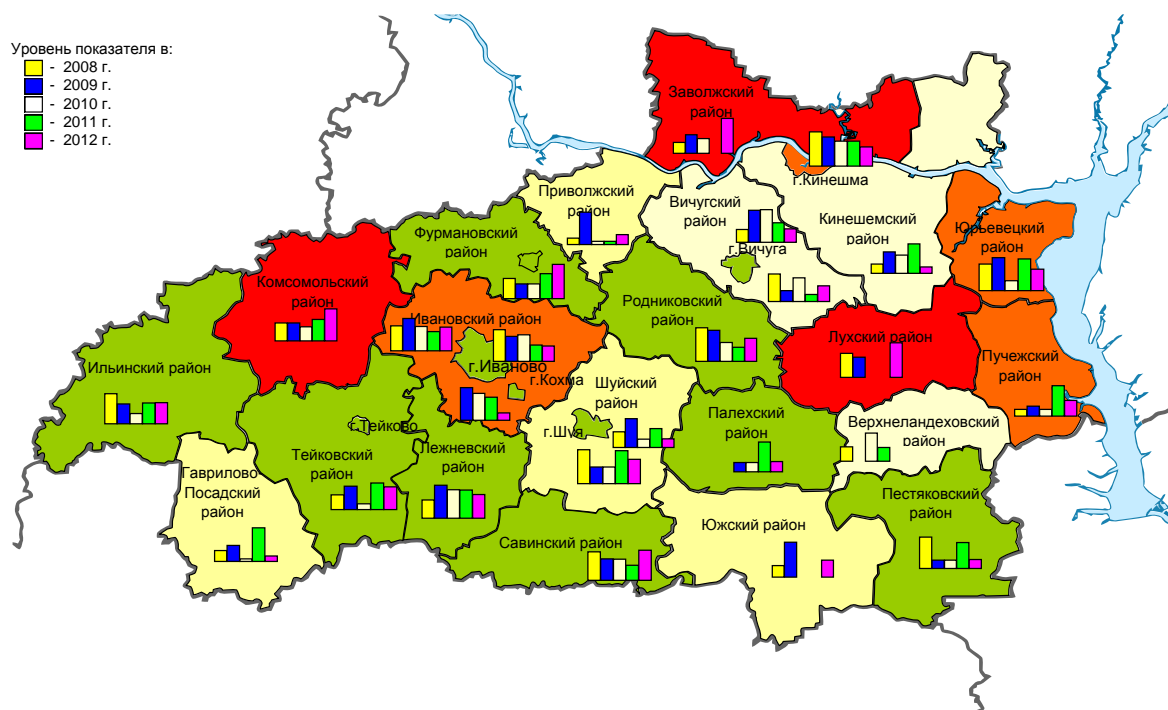 Уровень показателя в:
- 2008 г.
- 2009 г.
- 2010 г.
- 2011 г.
- 2012 г.
Заволжский
район
г.Кинешма
Приволжский
район
Вичугский
район
Кинешемский
район
Юрьевецкий
район
Фурмановский
район
г.Вичуга
Комсомольский
район
Родниковский
район
Ивановский район
Лухский район
Пучежский
район
Ильинский район
г.Иваново
г.Кохма
Шуйский
район
Палехский
район
Верхнеландеховский
район
г.Тейково
г.Шуя
Тейковский
район
Лежневский
район
Гаврилово-
Посадский
район
Пестяковский
район
Южский район
Савинский район